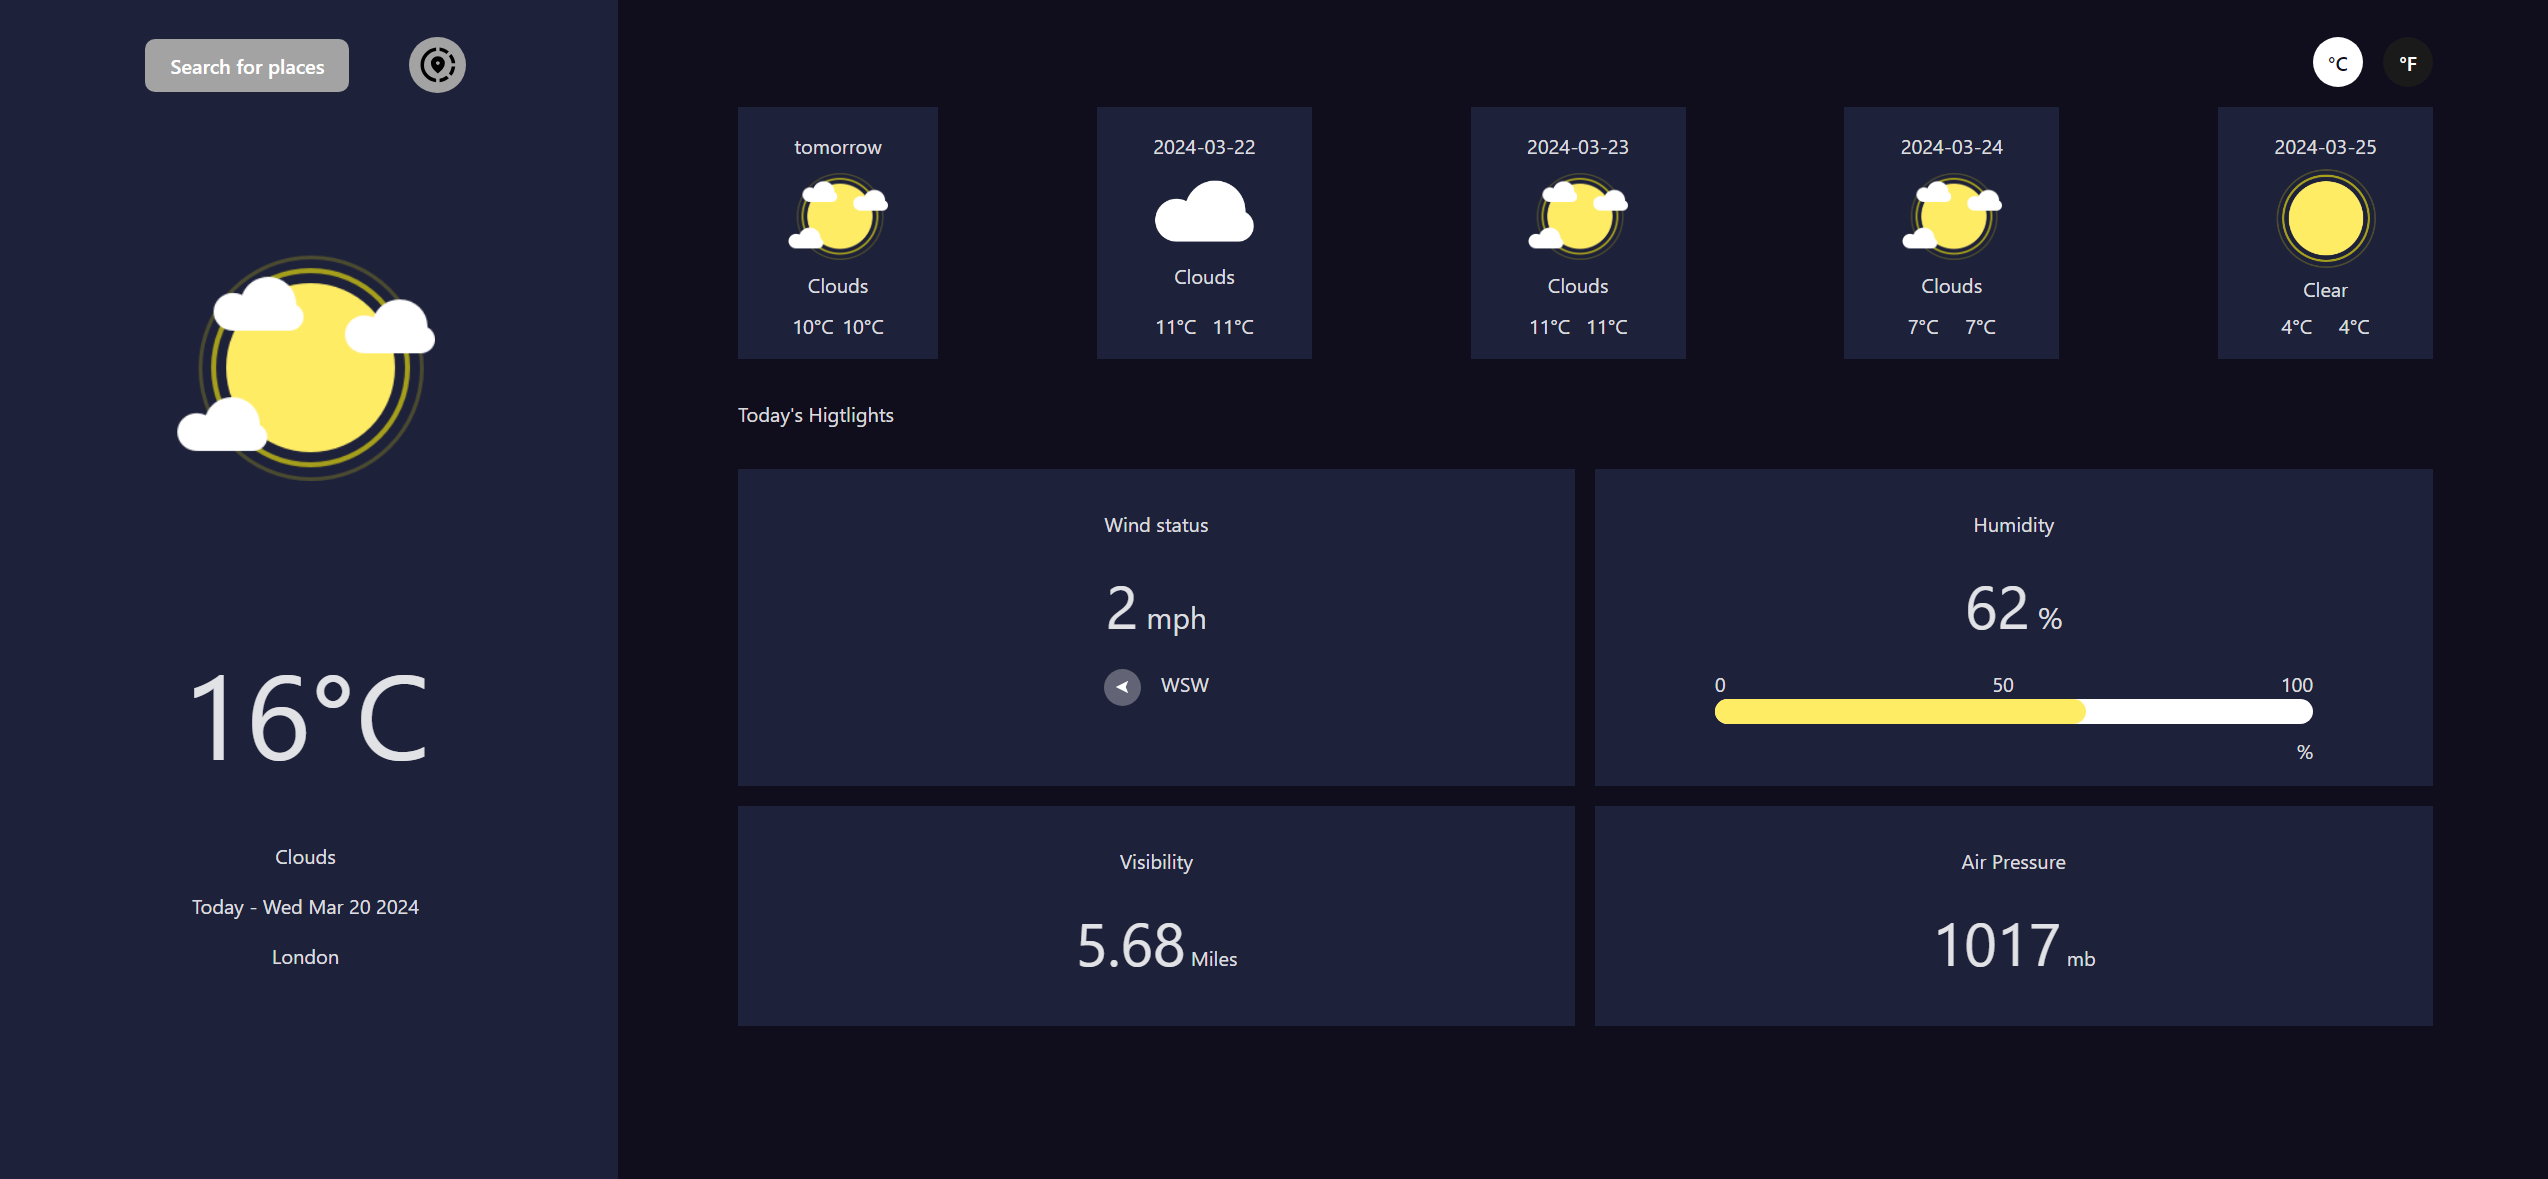 Search for places
°C °F
tomorrow
Clouds
10°C 10°C
2024-03-22
Clouds
11°C 11°C
2024-03-23
Clouds
11°C 11°C
2024-03-24
Clouds
7°C 7°C
2024-03-25
Clear
4°C 4°C
16°C
Clouds
Today - Wed Mar 20 2024
London
Today's Higtlights
Wind status
2 mph
WSW
Humidity
62 %
0 50 100
%
Visibility
5.68 Miles
Air Pressure
1017 mb